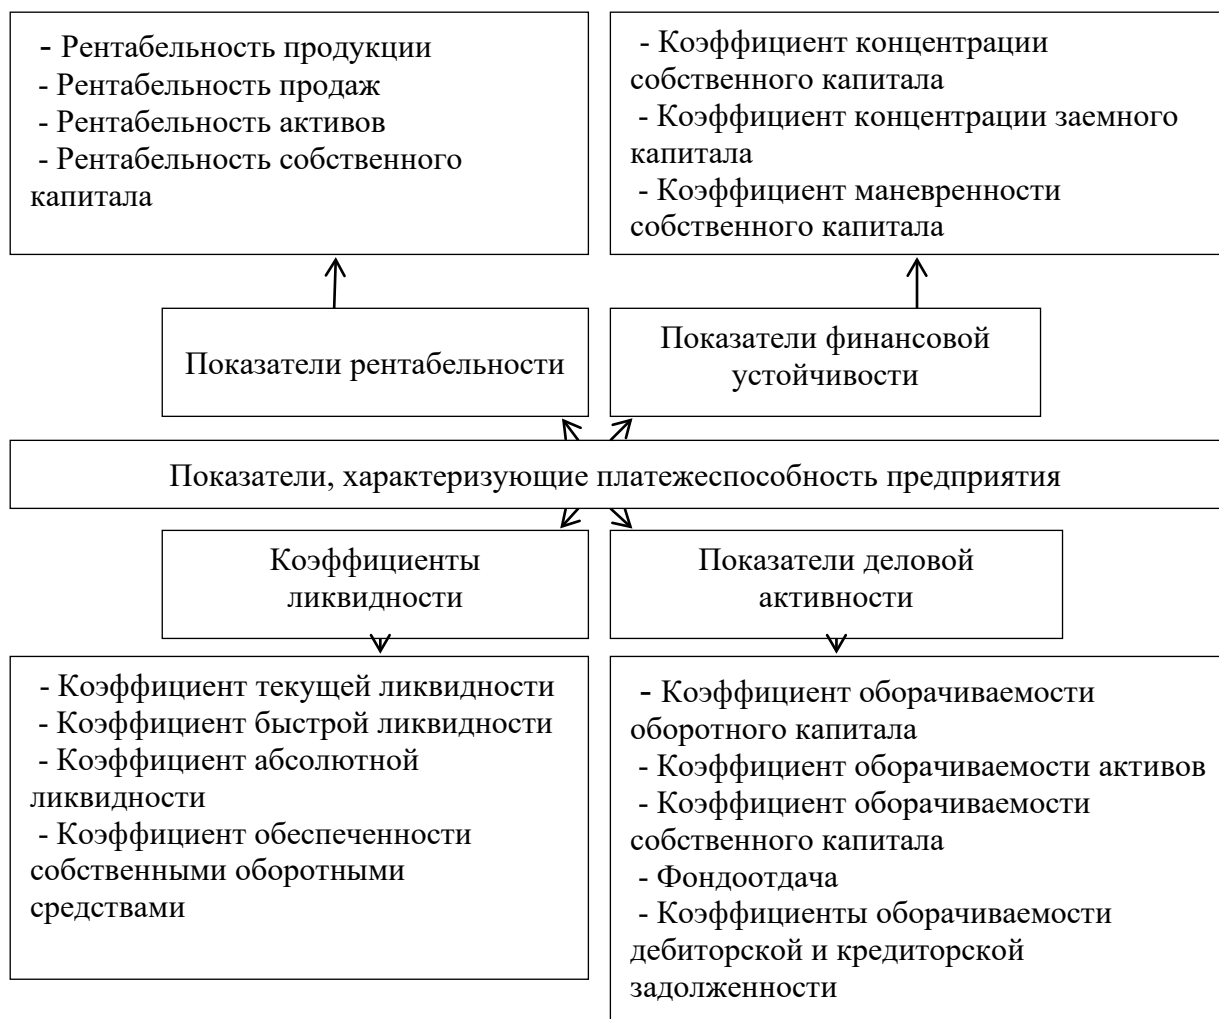 - Рентабельность продукции
- Рентабельность продаж
- Рентабельность активов
- Рентабельность собственного
капитала
- Коэффициент концентрации
собственного капитала
- Коэффициент концентрации заемного
капитала
- Коэффициент маневренности
собственного капитала
Показатели рентабельности
Показатели финансовой
устойчивости
Показатели, характеризующие платежеспособность предприятия
Коэффициенты
ликвидности
Показатели деловой
активности
- Коэффициент текущей ликвидности
- Коэффициент быстрой ликвидности
- Коэффициент абсолютной
ликвидности
- Коэффициент обеспеченности
собственными оборотными
средствами
- Коэффициент оборачиваемости
оборотного капитала
- Коэффициент оборачиваемости активов
- Коэффициент оборачиваемости
собственного капитала
- Фондоотдача
- Коэффициенты оборачиваемости
дебиторской и кредиторской
задолженности